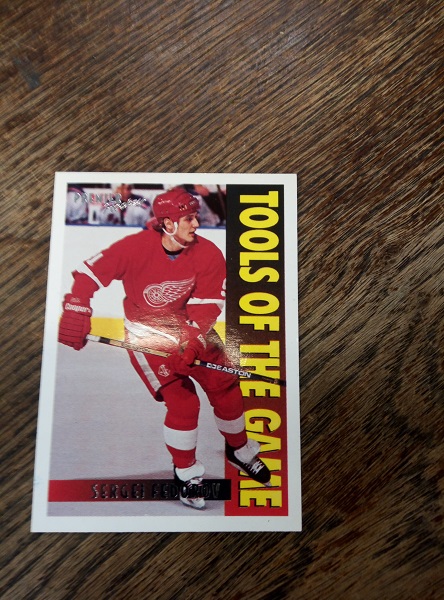 TOOLS OF THE GAME
EASTON
SERGEI FEDOROV